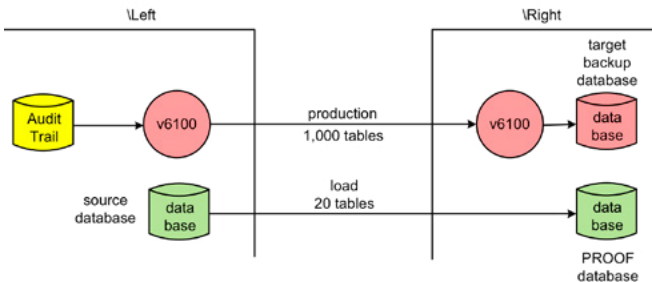 \Left
\Right
target
backup
database
Audit
Trail
v6100
production
1,000 tables
v6100
data
base
source
database
data
base
load
20 tables
data
base
PROOF
database